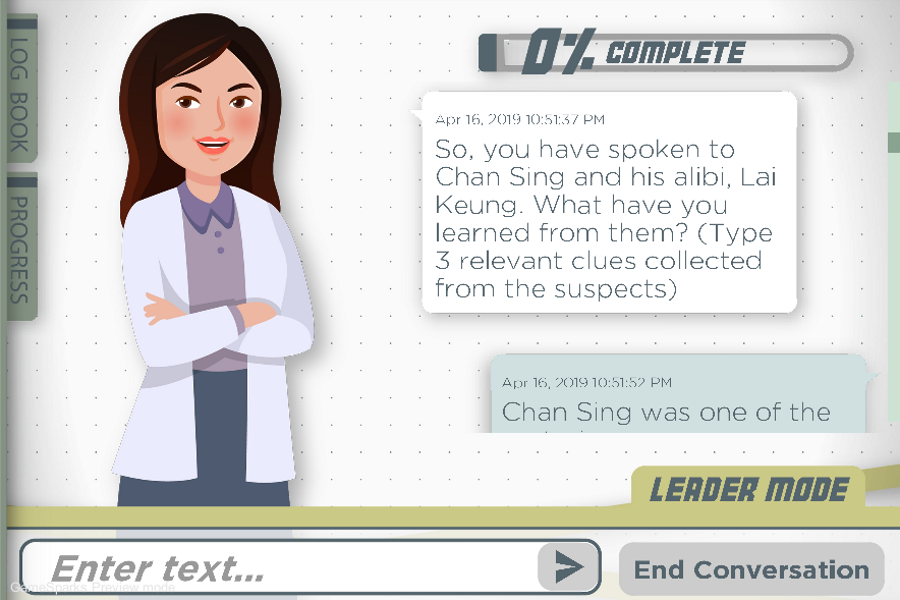 LOG BOOK
PROGRESS
0% COMPLETE
Apr 16, 2019 10:51:37 PM
So, you have spoken to
Chan Sing and his alibi, Lai
Keung. What have you
learned from them? (Type
3 relevant clues collected
from the suspects)
Apr 16, 2019 10:51:52 PM
Chan Sing was one of the
LEADER MODE
Enter text...
End Conversation
GameSparks Preview mode